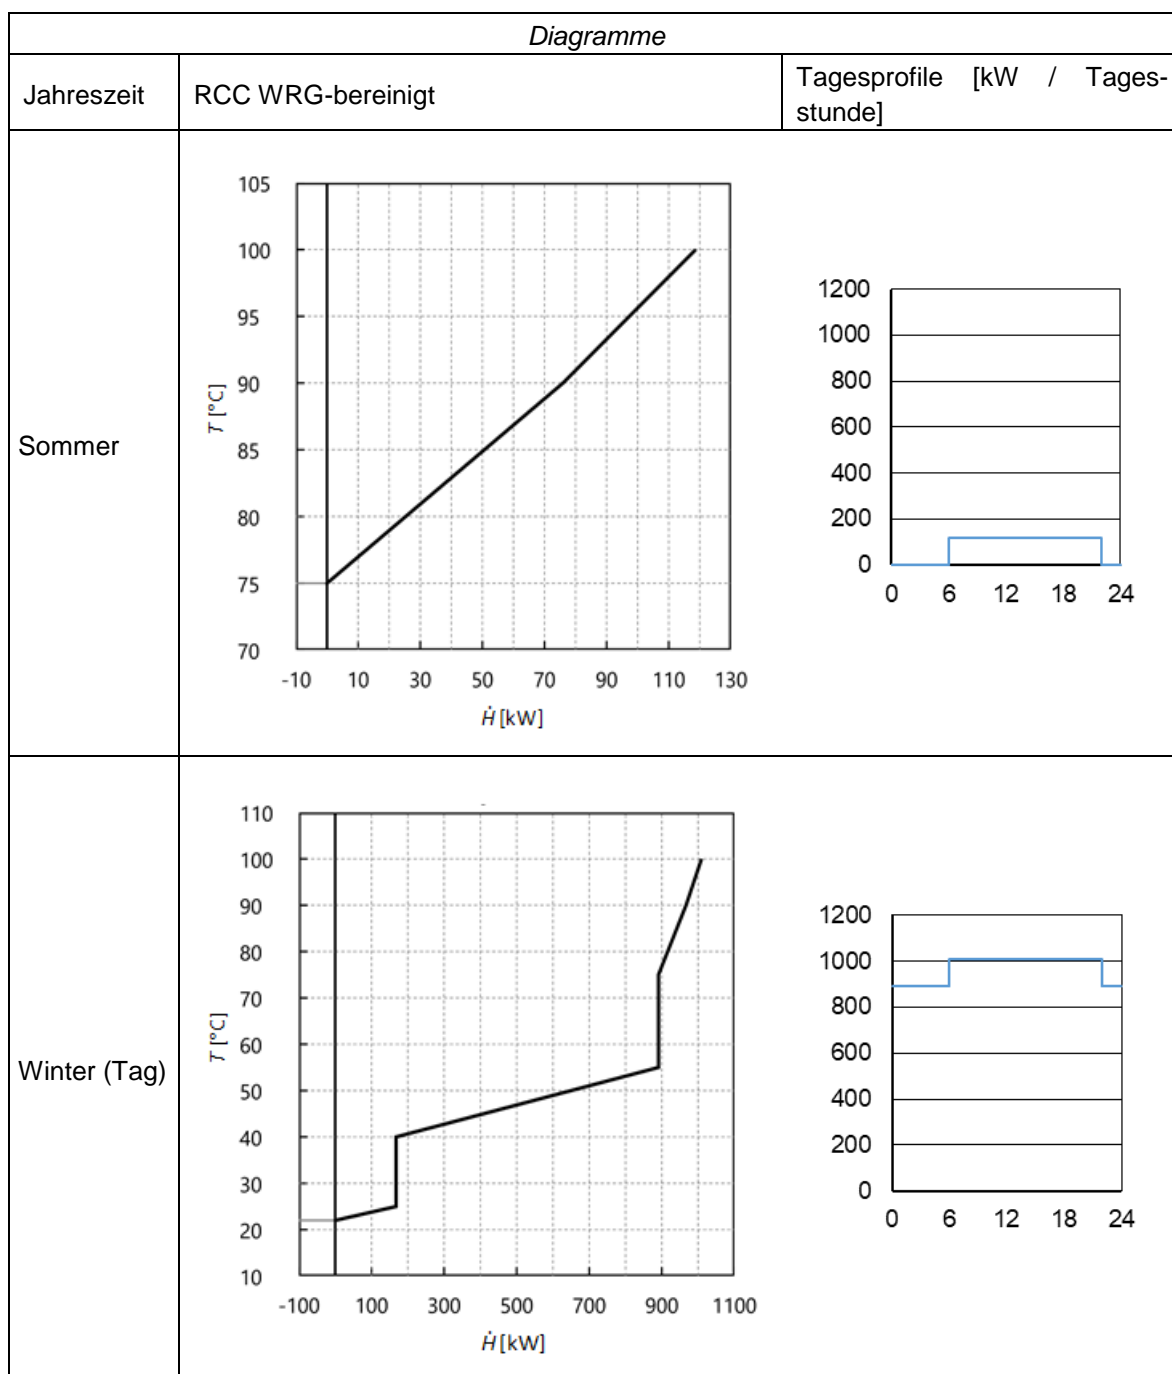 Diagramme
Jahreszeit
RCC WRG-bereinigt
Tagesprofile [kW / Tages-
stunde]
Sommer
105
100
95
90
85
80
75
70
T [°C]
-10 10 30 50 70 90 110 130
Ḣ [kW]
1200
1000
800
600
400
200
0
0 6 12 18 24
Winter (Tag)
110
100
90
80
70
60
50
40
30
20
10
T [°C]
-100 100 300 500 700 900 1100
Ḣ [kW]
1200
1000
800
600
400
200
0
0 6 12 18 24